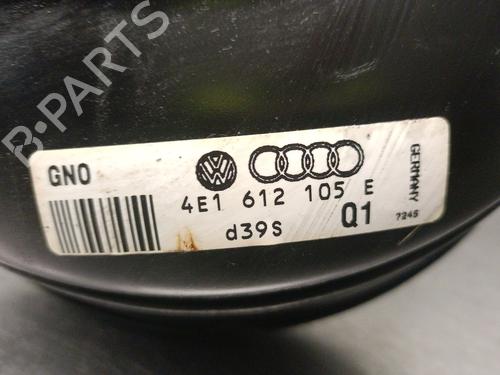 B-PARTS
GNO
4E1 612 105 E
d39S
Q1
GERMANY
7245